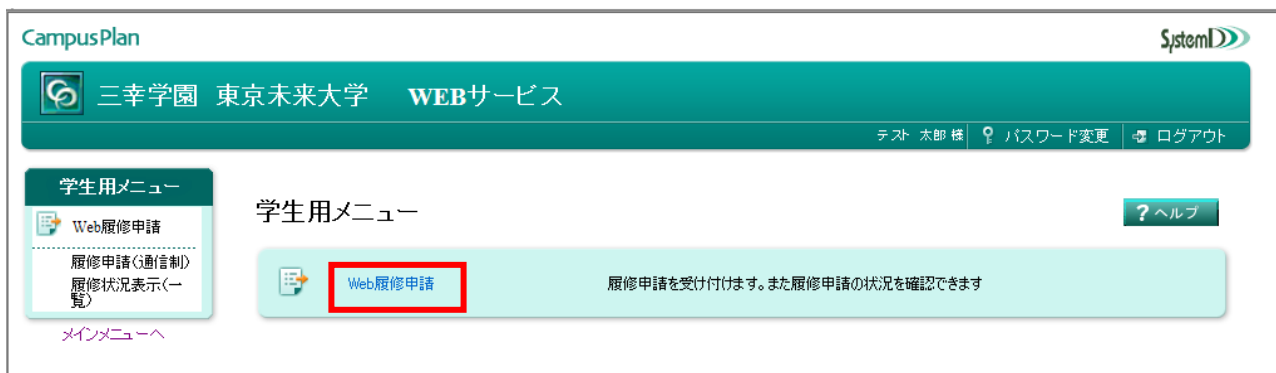 CampusPlan
SystemD
三幸学園 東京未来大学 WEBサービス
テスト 太郎 様 パスワード変更 ログアウト
学生用メニュー
Web履修申請
履修申請(通信制)
履修状況表示(一
覧)
メインメニューへ
学生用メニュー
?ヘルプ
Web履修申請 履修申請を受け付けます。また履修申請の状況を確認できます